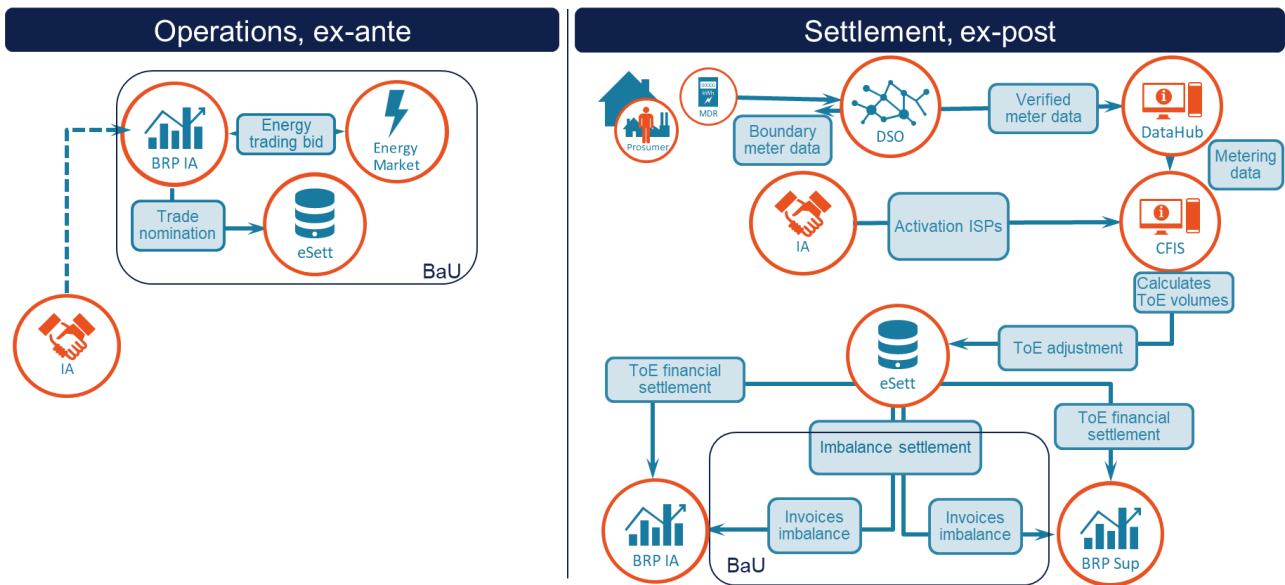 Operations, ex-ante
BRP IA
Energy
trading bid
Energy
Market
Trade
nomination
eSett
BaU
IA
Settlement, ex-post
Prosumer
00000
kWh
MDR
Boundary
meter data
DSO
Verified
meter data
DataHub
Metering
data
IA
Activation ISPs
CFIS
Calculates
ToE volumes
ToE adjustment
eSett
ToE financial
settlement
ToE financial
settlement
Imbalance settlement
Invoices
imbalance
Invoices
imbalance
BRP IA
BaU
BRP Sup